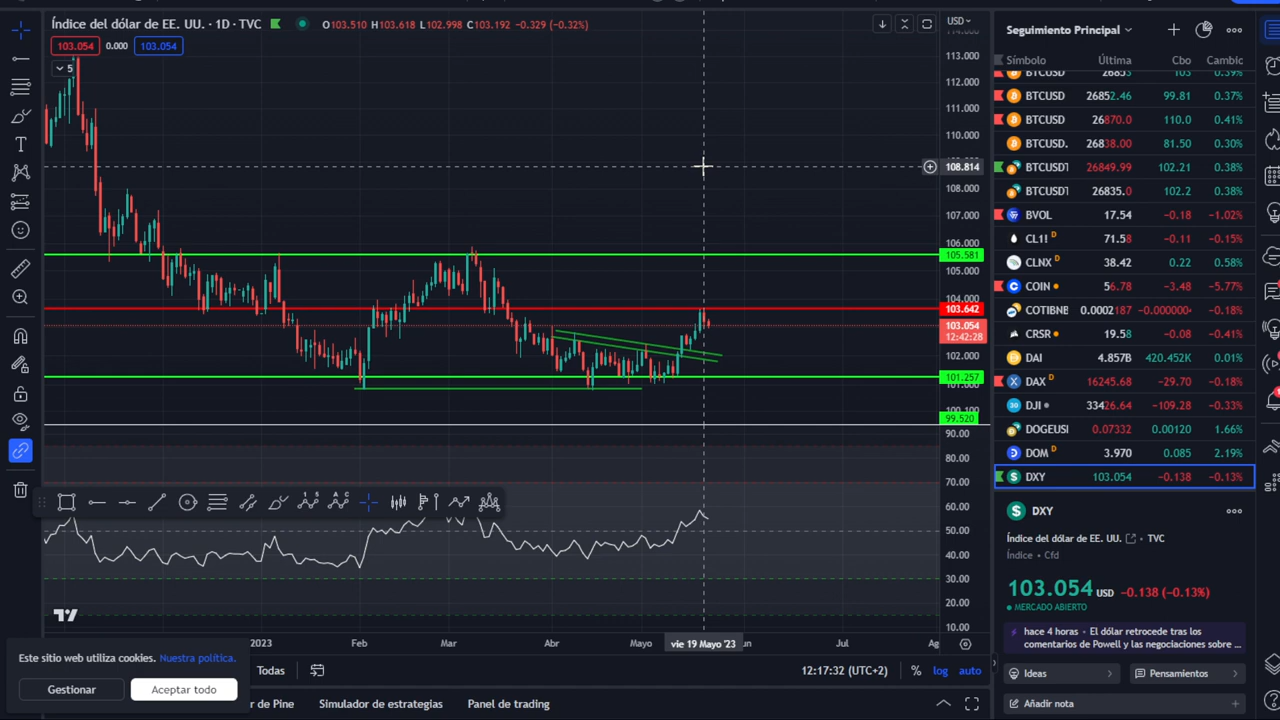 Índice del dólar de EE. UU. · 1D · TVC O103.510 H103.618 L102.998 C103.192 −0.329 (−0.32%)
103.054 0.000 103.054
5
USD
113.000
112.000
111.000
110.000
108.814
108.000
107.000
106.000
105.581
105.000
104.000
103.642
103.054
12:42:28
102.000
101.257
99.520
90.00
80.00
70.00
60.00
50.00
40.00
30.00
20.00
10.00
2023 Feb Mar Abr Mayo vie 19 Mayo '23 Jul
12:17:32 (UTC+2) % log auto
Este sitio web utiliza cookies. Nuestra política.
Gestionar Aceptar todo
Todas
r de Pine Simulador de estrategias Panel de trading
Seguimiento Principal
Símbolo Última Cbo Cambio
BTCUSD 26853 103 0.39%
BTCUSD 26852.46 99.81 0.37%
BTCUSD 26870.0 110.0 0.41%
BTCUSD. 26838.00 81.50 0.30%
BTCUSDT 26849.99 102.21 0.38%
BTCUSDT 26835.0 102.2 0.38%
BVOL 17.54 −0.18 −1.02%
CL1! D 71.58 −0.11 −0.15%
CLNX D 38.42 0.22 0.58%
COIN 56.78 −3.48 −5.77%
COTIBNB 0.0002187 −0.000000 −0.18%
CRSR 19.58 −0.08 −0.41%
DAI 4.857B 420.452K 0.01%
DAX D 16245.68 −29.70 −0.18%
DJI 33426.64 −109.28 −0.33%
DOGEUSI 0.07332 0.00120 1.66%
DOM D 3.970 0.085 2.19%
DXY 103.054 −0.138 −0.13%
DXY
Índice del dólar de EE. UU. TVC
Índice • Cfd
103.054 USD −0.138 (−0.13%)
MERCADO ABIERTO
hace 4 horas • El dólar retrocede tras los
comentarios de Powell y las negociaciones sobre ...
Ideas Pensamientos
Añadir nota